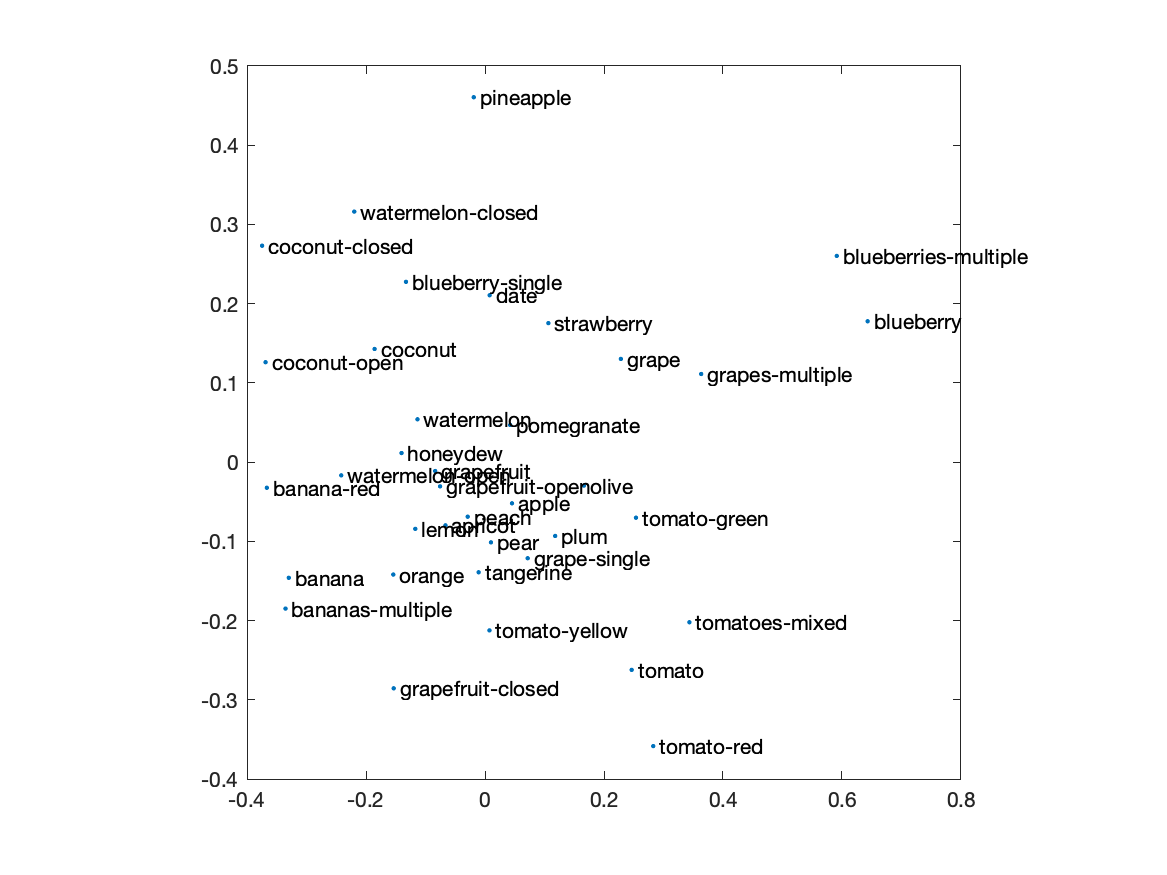 0.5
pineapple
0.4
watermelon-closed
0.3
coconut-closed
blueberries-multiple
blueberry-single
date
0.2
strawberry
blueberry
coconut
grape
coconut-open
grapes-multiple
0.1
watermelon
pomegranate
honeydew
0
grapefruit
watermelon-open
banana-red
grapefruit-open
olive
apple
peach
tomato-green
apricot
lemon
plum
-0.1
pear
grape-single
tangerine
orange
banana
bananas-multiple
-0.2
tomatoes-mixed
tomato-yellow
tomato
grapefruit-closed
-0.3
tomato-red
-0.4
-0.4
-0.2
0
0.2
0.4
0.6
0.8